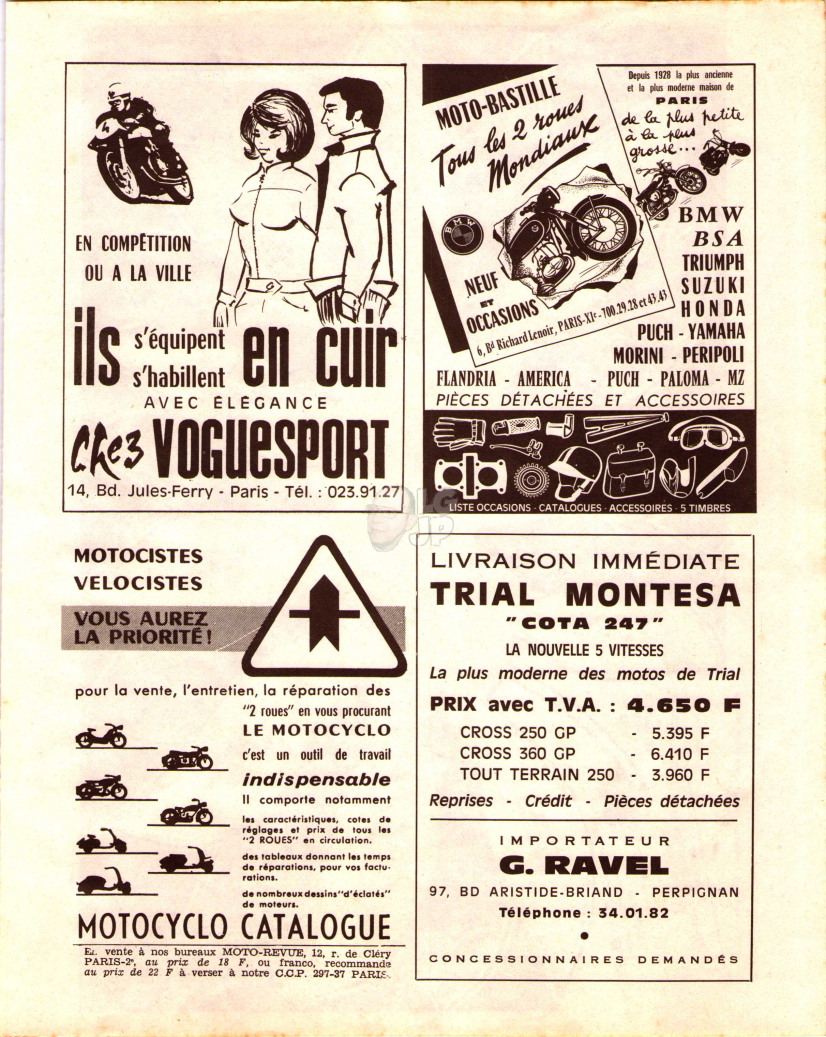 4
EN COMPÉTITION
OU A LA VILLE
ils s'équipent en cuir
s'habillent
AVEC ÉLÉGANCE
Chez VOGUESPORT
14, Bd. Jules-Ferry - Paris - Tél. : 023.91.27
MOTO-BASTILLE
Tous les 2 roues
Mondiaux
Depuis 1928 la plus ancienne
et la plus moderne maison de
PARIS
de la plus petite
à la plus
grosse...
BMW
NEUF
ET
OCCASIONS
6, Bd Richard Lenoir, PARIS-XIe - 700.29.28 et 43.43
BMW
BSA
TRIUMPH
SUZUKI
HONDA
PUCH - YAMAHA
MORINI - PERIPOLI
FLANDRIA - AMERICA - PUCH - PALOMA - MZ
PIÈCES DÉTACHÉES ET ACCESSOIRES
LISTE OCCASIONS - CATALOGUES - ACCESSOIRES - 5 TIMBRES
LG
JP
MOTOCISTES
VELOCISTES
VOUS AUREZ
LA PRIORITÉ !
pour la vente, l'entretien, la réparation des
"2 roues" en vous procurant
LE MOTOCYCLO
c'est un outil de travail
indispensable
Il comporte notamment
les caractéristiques, cotes de
réglages et prix de tous les
"2 ROUES" en circulation.
des tableaux donnant les temps
de réparations, pour vos factu-
rations.
de nombreux dessins "d'éclatés"
de moteurs.
MOTOCYCLO CATALOGUE
En vente à nos bureaux MOTO-REVUE, 12, r. de Cléry
PARIS-2e, au prix de 18 F, ou franco, recommande
au prix de 22 F à verser à notre C.C.P. 297-37 PARIS.
LIVRAISON IMMÉDIATE
TRIAL MONTESA
"COTA 247"
LA NOUVELLE 5 VITESSES
La plus moderne des motos de Trial
PRIX avec T.V.A. : 4.650 F
CROSS 250 GP - 5.395 F
CROSS 360 GP - 6.410 F
TOUT TERRAIN 250 - 3.960 F
Reprises - Crédit - Pièces détachées
IMPORTATEUR
G. RAVEL
97, BD ARISTIDE-BRIAND - PERPIGNAN
Téléphone : 34.01.82
CONCESSIONNAIRES DEMANDÉS